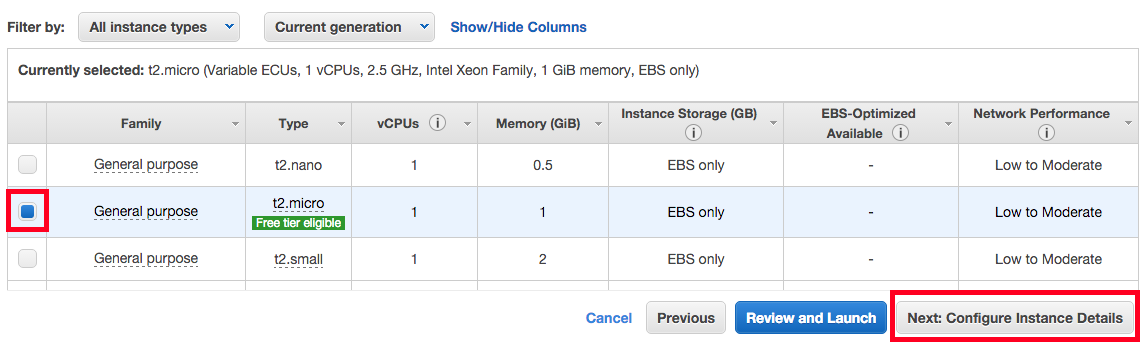 Filter by: All instance types Current generation Show/Hide Columns
Currently selected: t2.micro (Variable ECUs, 1 vCPUs, 2.5 GHz, Intel Xeon Family, 1 GiB memory, EBS only)
Family Type vCPUs i Memory (GiB) Instance Storage (GB) i EBS-Optimized Available i Network Performance i
General purpose t2.nano 1 0.5 EBS only - Low to Moderate
General purpose t2.micro Free tier eligible 1 1 EBS only - Low to Moderate
General purpose t2.small 1 2 EBS only - Low to Moderate
Cancel Previous Review and Launch Next: Configure Instance Details